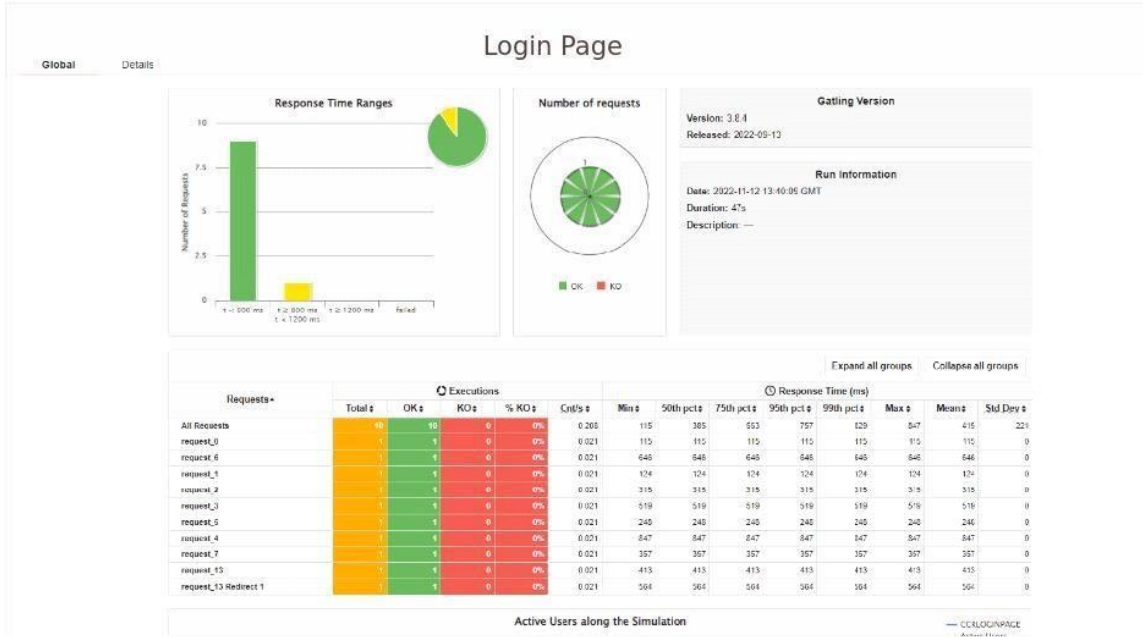 Login Page
Global Details
Response Time Ranges
Number of Requests
10
7.5
5
2.5
0
t < 800 ms
t ≥ 800 ms
t < 1200 ms
t ≥ 1200 ms
failed
Number of requests
1
OK KO
Gatling Version
Version: 3.8.4
Released: 2022-09-13
Run Information
Date: 2022-11-12 13:40:09 GMT
Duration: 47s
Description: —
Expand all groups Collapse all groups
Requests Executions Response Time (ms)
Total OK KO % KO Cnt/s Min 50th pct 75th pct 95th pct 99th pct Max Mean Std Dev
All Requests 10 10 0 0% 0.208 115 385 553 757 829 847 415 221
request_0 1 1 0 0% 0.021 115 115 115 115 115 115 115 0
request_6 1 1 0 0% 0.021 646 646 646 646 646 646 646 0
request_1 1 1 0 0% 0.021 124 124 124 124 124 124 124 0
request_2 1 1 0 0% 0.021 315 315 315 315 315 315 315 0
request_3 1 1 0 0% 0.021 519 519 519 519 519 519 519 0
request_5 1 1 0 0% 0.021 248 248 248 248 248 248 248 0
request_4 1 1 0 0% 0.021 847 847 847 847 847 847 847 0
request_7 1 1 0 0% 0.021 357 357 357 357 357 357 357 0
request_13 1 1 0 0% 0.021 413 413 413 413 413 413 413 0
request_13 Redirect 1 1 1 0 0% 0.021 564 564 564 564 564 564 564 0
Active Users along the Simulation
CCRLOGINPAGE
Active Users